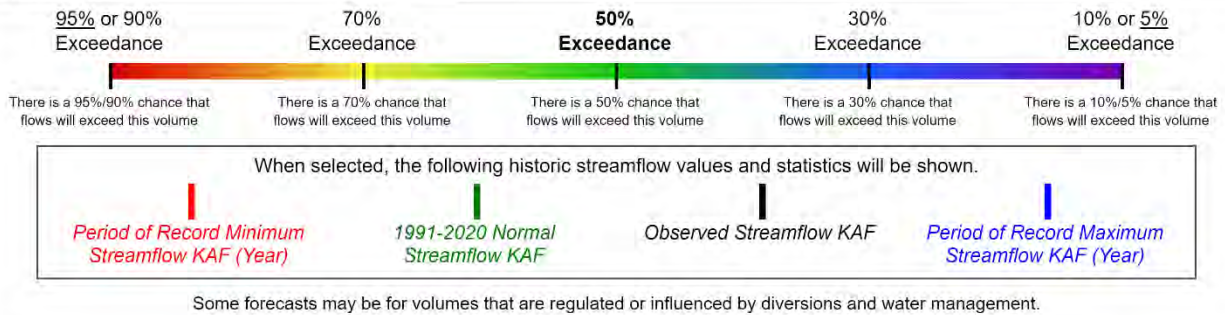 95% or 90%
Exceedance
70%
Exceedance
50%
Exceedance
30%
Exceedance
10% or 5%
Exceedance
There is a 95%/90% chance that
flows will exceed this volume
There is a 70% chance that
flows will exceed this volume
There is a 50% chance that
flows will exceed this volume
There is a 30% chance that
flows will exceed this volume
There is a 10%/5% chance that
flows will exceed this volume
When selected, the following historic streamflow values and statistics will be shown.
Period of Record Minimum
Streamflow KAF (Year)
1991-2020 Normal
Streamflow KAF
Observed Streamflow KAF
Period of Record Maximum
Streamflow KAF (Year)
Some forecasts may be for volumes that are regulated or influenced by diversions and water management.